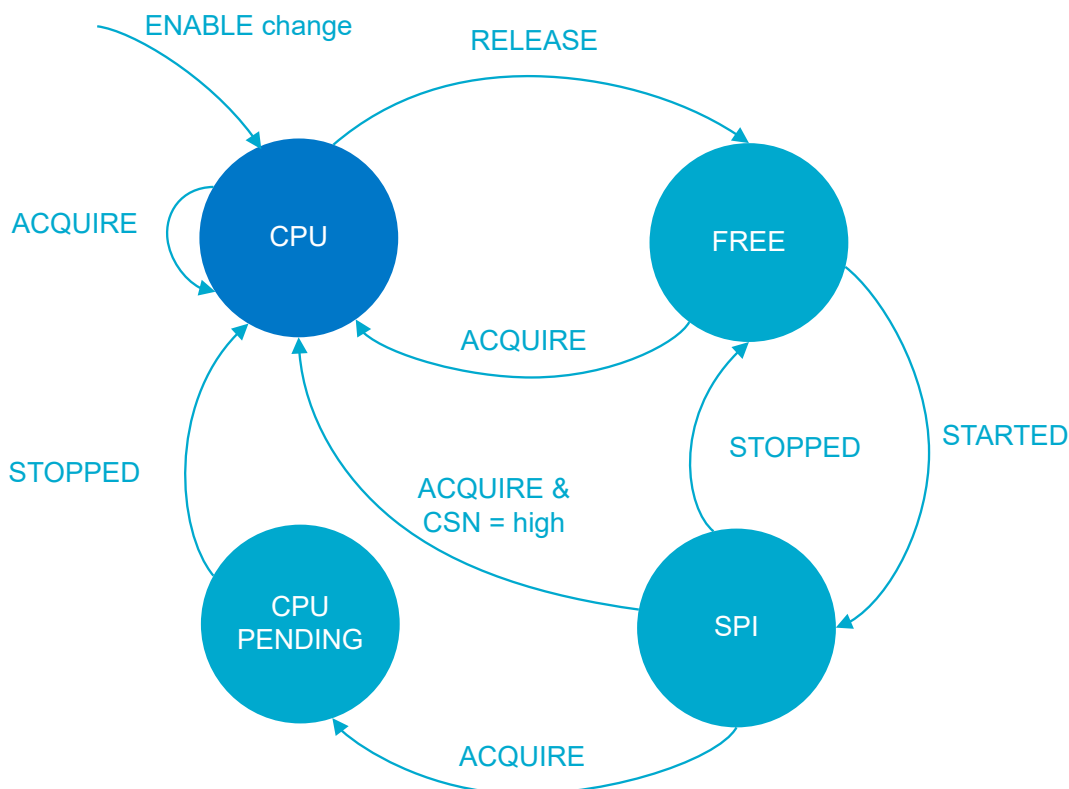 ENABLE change
RELEASE
ACQUIRE
CPU
FREE
ACQUIRE
STOPPED
STOPPED
STARTED
ACQUIRE &
CSN = high
CPU
PENDING
SPI
ACQUIRE